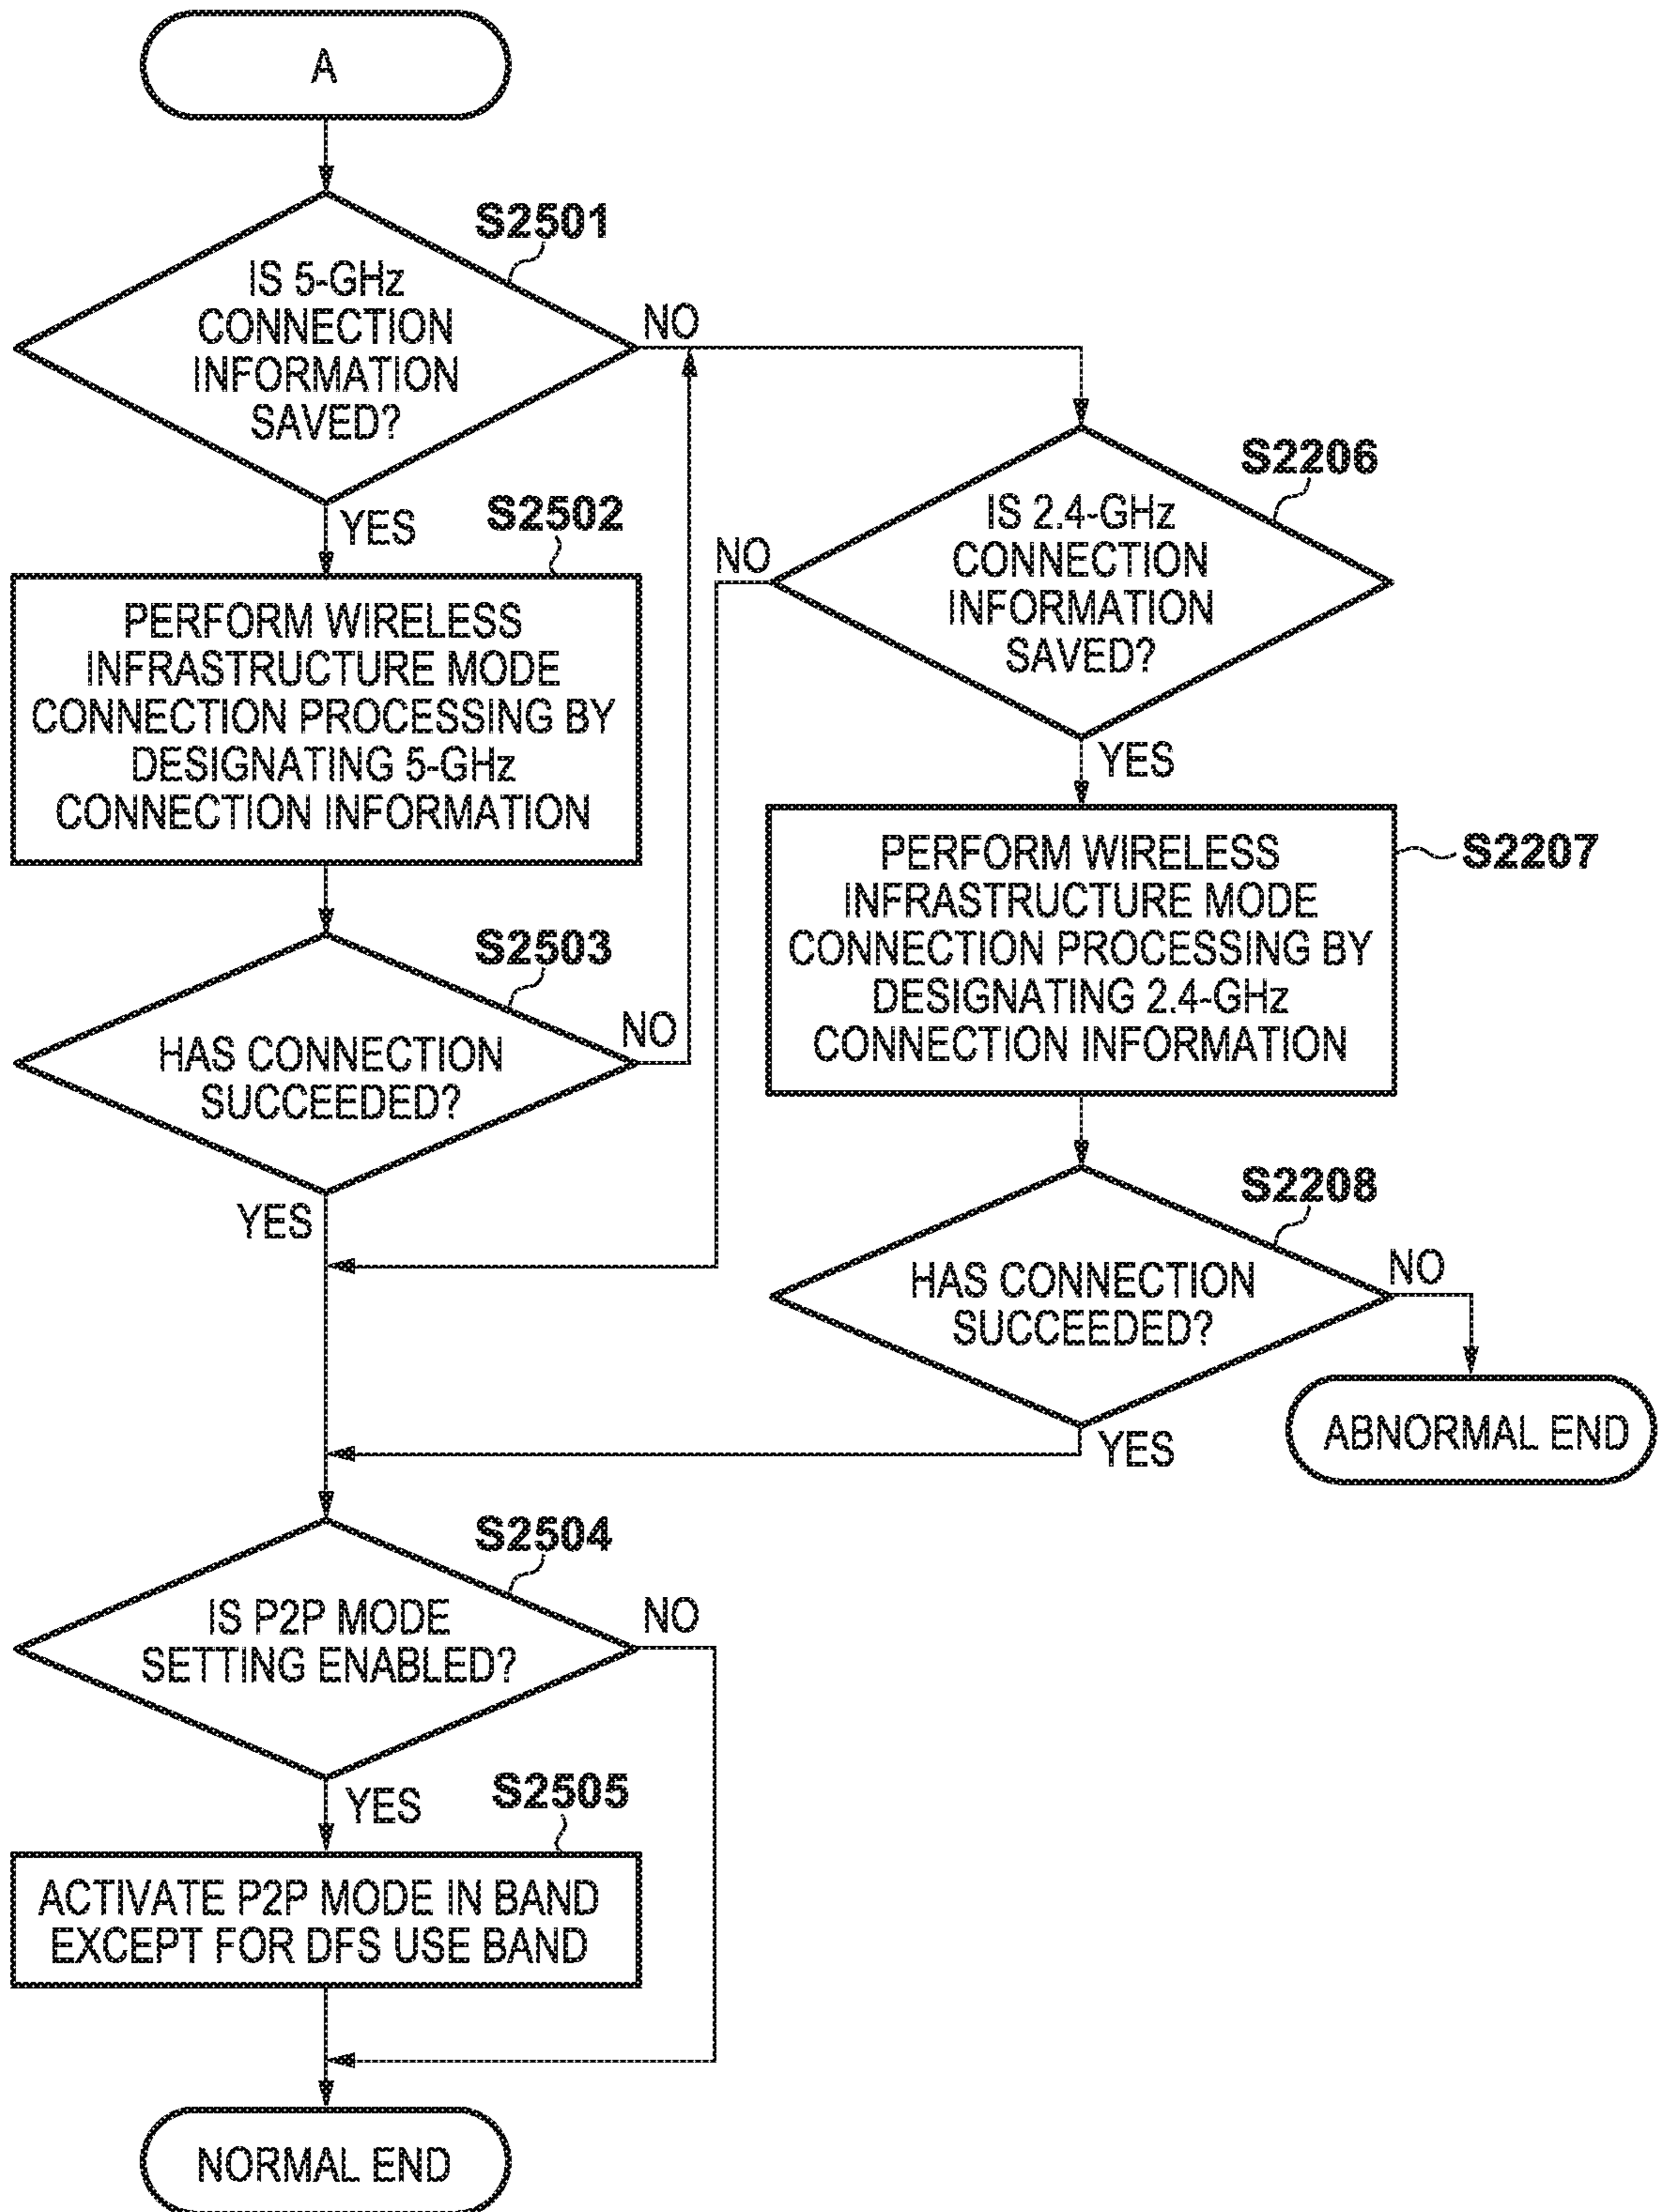 A
S2501
IS 5-GHz
CONNECTION
INFORMATION
SAVED?
NO
YES
S2502
PERFORM WIRELESS
INFRASTRUCTURE MODE
CONNECTION PROCESSING BY
DESIGNATING 5-GHz
CONNECTION INFORMATION
S2503
HAS CONNECTION
SUCCEEDED?
NO
YES
S2206
IS 2.4-GHz
CONNECTION
INFORMATION
SAVED?
NO
YES
S2207
PERFORM WIRELESS
INFRASTRUCTURE MODE
CONNECTION PROCESSING BY
DESIGNATING 2.4-GHz
CONNECTION INFORMATION
S2208
HAS CONNECTION
SUCCEEDED?
NO
YES
ABNORMAL END
S2504
IS P2P MODE
SETTING ENABLED?
NO
YES
S2505
ACTIVATE P2P MODE IN BAND
EXCEPT FOR DFS USE BAND
NORMAL END